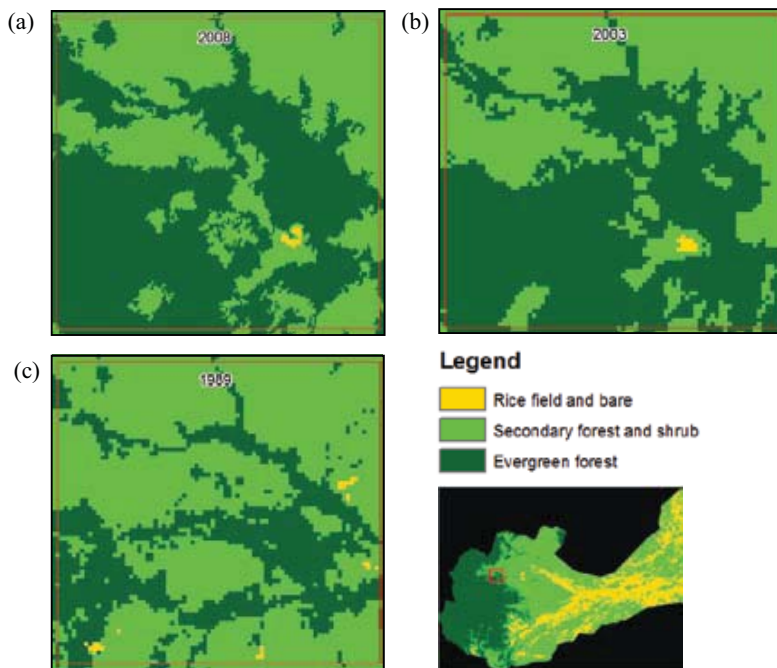 (a)
2008
(b)
2003
(c)
1989
Legend
Rice field and bare
Secondary forest and shrub
Evergreen forest